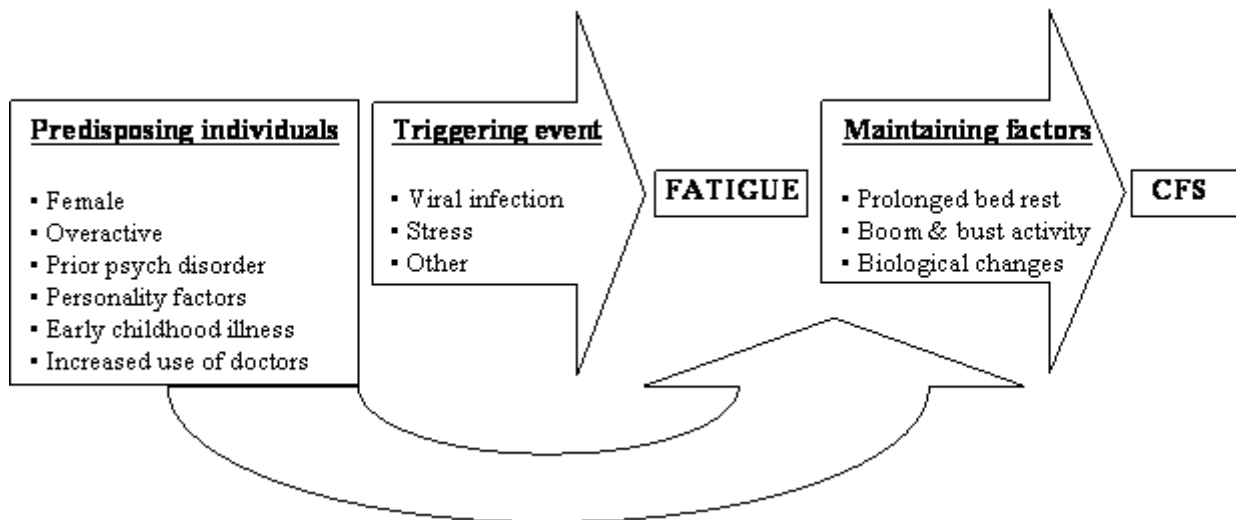 Predisposing individuals
▪ Female
▪ Overactive
▪ Prior psych disorder
▪ Personality factors
▪ Early childhood illness
▪ Increased use of doctors
Triggering event
▪ Viral infection
▪ Stress
▪ Other
FATIGUE
Maintaining factors
▪ Prolonged bed rest
▪ Boom & bust activity
▪ Biological changes
CFS